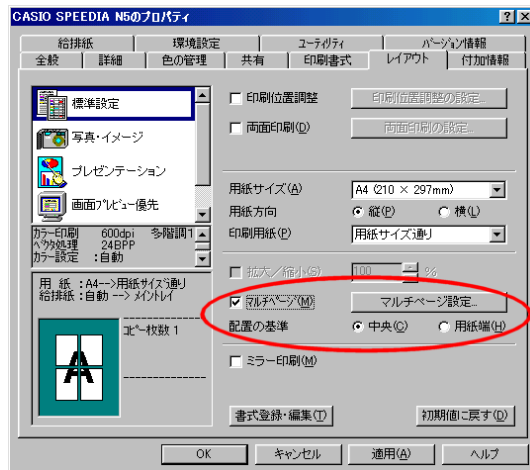 CASIO SPEEDIA N5のプロパティ
給排紙 環境設定 ユーティリティ バージョン情報
全般 詳細 色の管理 共有 印刷書式 レイアウト 付加情報
標準設定
写真・イメージ
プレゼンテーション
画面プレビュー優先
カラー印刷 600dpi 多階調1
ベクタ処理 24BPP
カラー設定 :自動
用 紙 :A4-->用紙サイズ通り
給排紙:自動 --> メイントレイ
コピー枚数 1
A
印刷位置調整 印刷位置調整の設定...
両面印刷(D) 両面印刷の設定...
用紙サイズ(A) A4 (210 × 297mm)
用紙方向 縦(P) 横(L)
印刷用紙(P) 用紙サイズ通り
拡大/縮小(S) 100 %
マルチページ(M) マルチページ設定...
配置の基準 中央(C) 用紙端(H)
ミラー印刷(M)
書式登録・編集(T) 初期値に戻す(D)
OK キャンセル 適用(A) ヘルプ